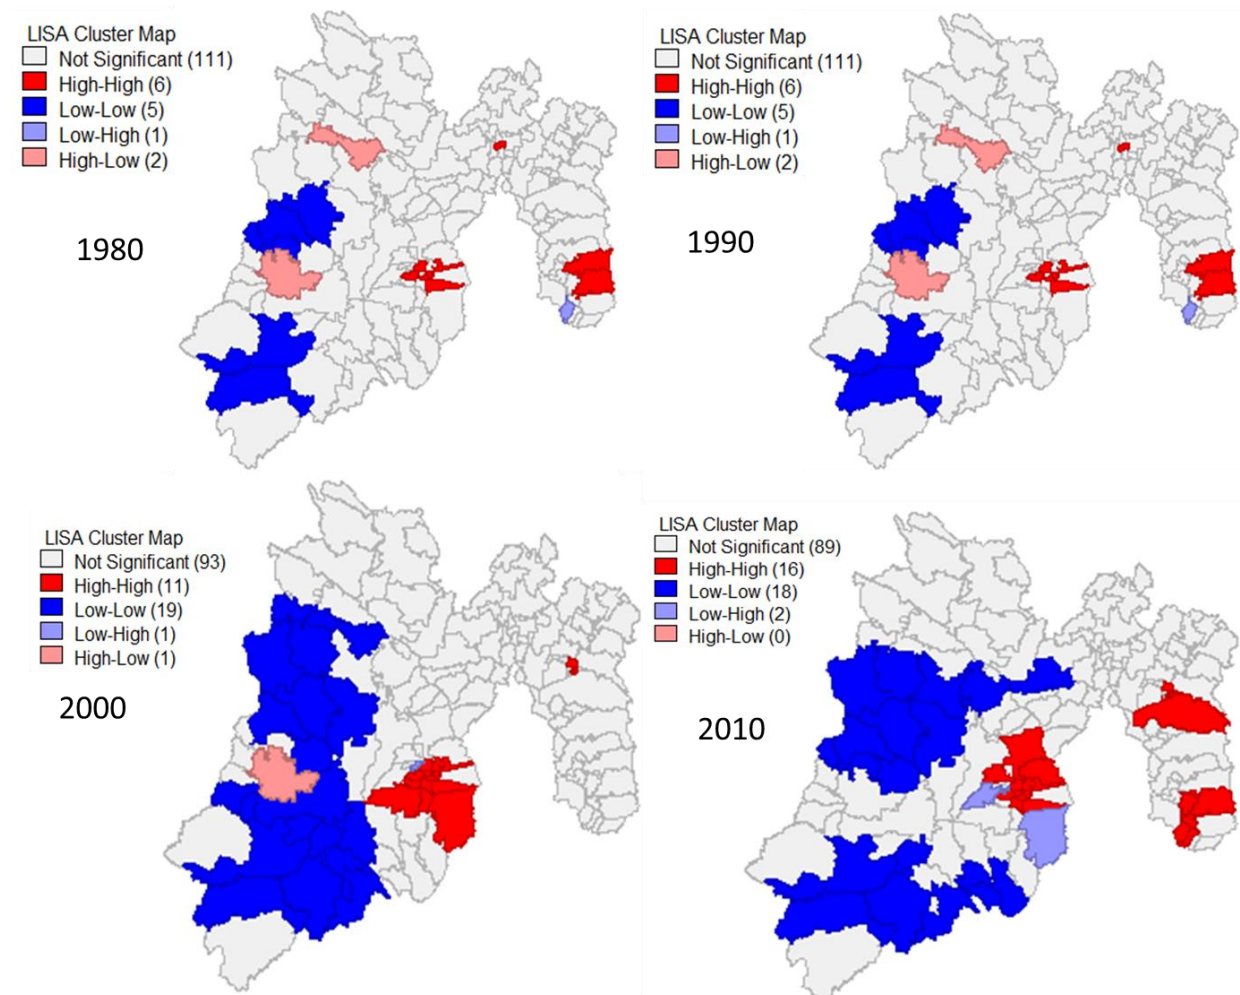 LISA Cluster Map
Not Significant (111)
High-High (6)
Low-Low (5)
Low-High (1)
High-Low (2)
1980
LISA Cluster Map
Not Significant (111)
High-High (6)
Low-Low (5)
Low-High (1)
High-Low (2)
1990
LISA Cluster Map
Not Significant (93)
High-High (11)
Low-Low (19)
Low-High (1)
High-Low (1)
2000
LISA Cluster Map
Not Significant (89)
High-High (16)
Low-Low (18)
Low-High (2)
High-Low (0)
2010